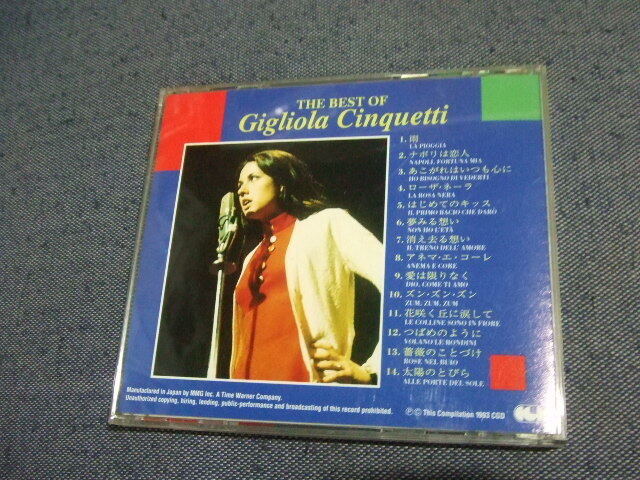 THE BEST OF
Gigliola Cinquetti
1. 雨
LA PIOGGIA
2. ナポリは恋人
NAPOLI, FORTUNA MIA
3. あこがれはいつも心に
HO BISOGNO DI VEDERTI
4. ローザ・ネーラ
LA ROSA NERA
5. はじめてのキッス
IL PRIMO BACIO CHE DARÒ
6. 夢みる想い
NON HO L'ETÀ
7. 消え去る想い
IL TRENO DELL' AMORE
8. アネマ・エ・コーレ
ANEMA E CORE
9. 愛は限りなく
DIO, COME TI AMO
10. ズン・ズン・ズン
ZUM, ZUM, ZUM
11. 花咲く丘に涙して
LE COLLINE SONO IN FIORE
12. つばめのように
VOLANO LE RONDINI
13. 薔薇のことづけ
ROSE NEL BUIO
14. 太陽のとびら
ALLE PORTE DEL SOLE
Manufactured in Japan by MMG Inc. A Time Warner Company.
Unauthorized copying, hiring, lending, public-performance and broadcasting of this record prohibited.
Ⓟ © This Compilation 1993 CGD